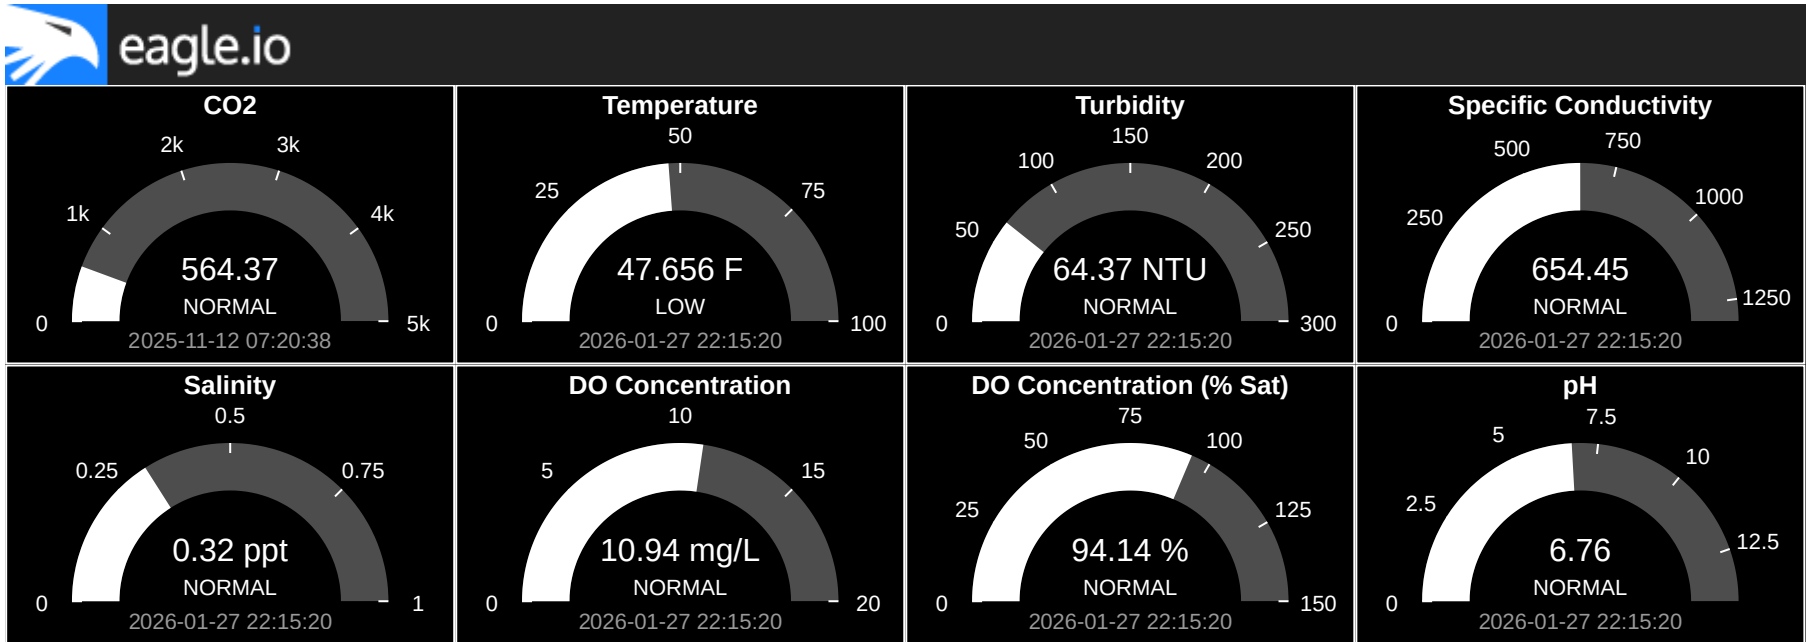 eagle.io
CO2
0
1k
2k
3k
4k
5k
564.37
NORMAL
2025-11-12 07:20:38
Temperature
0
25
50
75
100
47.656 F
LOW
2026-01-27 22:15:20
Turbidity
0
50
100
150
200
250
300
64.37 NTU
NORMAL
2026-01-27 22:15:20
Specific Conductivity
0
250
500
750
1000
1250
654.45
NORMAL
2026-01-27 22:15:20
Salinity
0
0.25
0.5
0.75
1
0.32 ppt
NORMAL
2026-01-27 22:15:20
DO Concentration
0
5
10
15
20
10.94 mg/L
NORMAL
2026-01-27 22:15:20
DO Concentration (% Sat)
0
25
50
75
100
125
150
94.14 %
NORMAL
2026-01-27 22:15:20
pH
0
2.5
5
7.5
10
12.5
6.76
NORMAL
2026-01-27 22:15:20